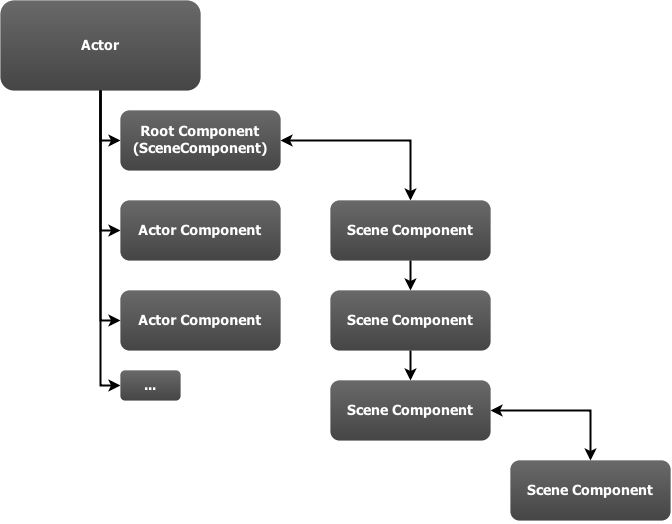 Actor
Root Component
(SceneComponent)
Actor Component
Scene Component
Actor Component
Scene Component
...
Scene Component
Scene Component